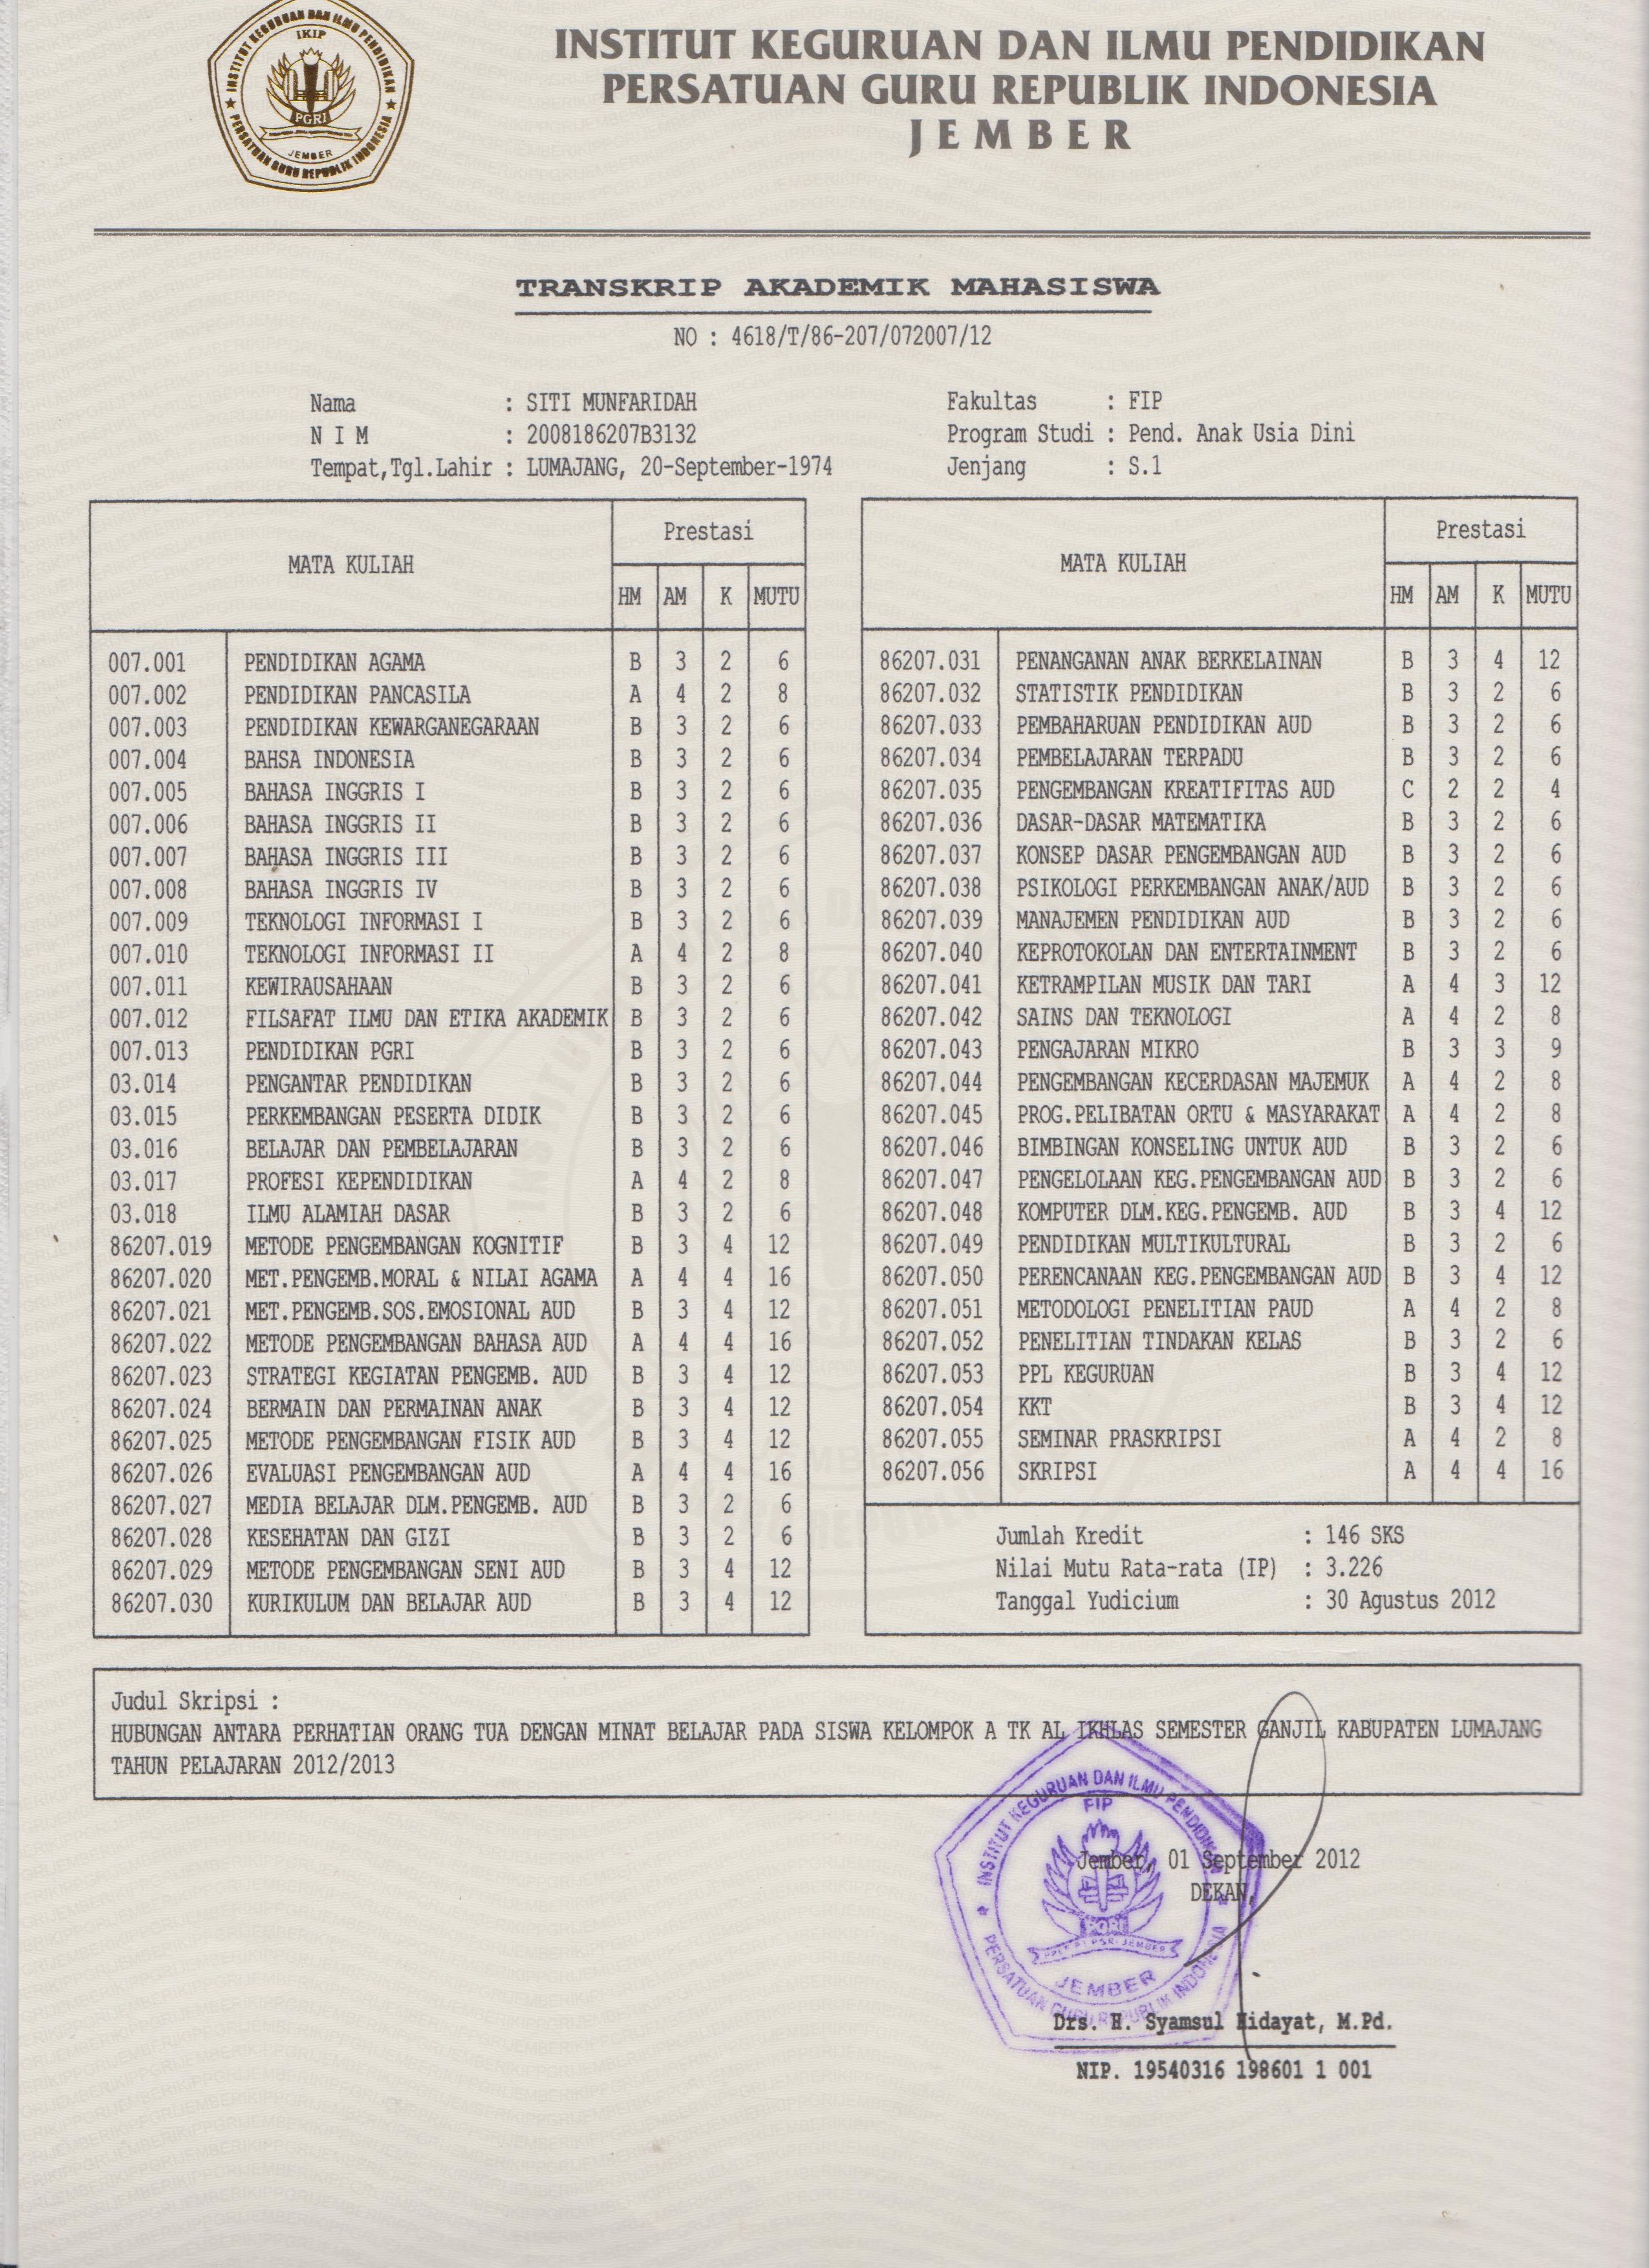 INSTITUT KEGURUAN DAN ILMU PENDIDIKAN
IKIP
PGRI
JEMBER
PERSATUAN GURU REPUBLIK INDONESIA
INSTITUT KEGURUAN DAN ILMU PENDIDIKAN
PERSATUAN GURU REPUBLIK INDONESIA
JEMBER
TRANSKRIP AKADEMIK MAHASISWA
NO : 4618/T/86-207/072007/12
Nama : SITI MUNFARIDAH
N I M : 2008186207B3132
Tempat,Tgl.Lahir : LUMAJANG, 20-September-1974
Fakultas : FIP
Program Studi : Pend. Anak Usia Dini
Jenjang : S.1
MATA KULIAH Prestasi
HM AM K MUTU
007.001 PENDIDIKAN AGAMA B 3 2 6
007.002 PENDIDIKAN PANCASILA A 4 2 8
007.003 PENDIDIKAN KEWARGANEGARAAN B 3 2 6
007.004 BAHSA INDONESIA B 3 2 6
007.005 BAHASA INGGRIS I B 3 2 6
007.006 BAHASA INGGRIS II B 3 2 6
007.007 BAHASA INGGRIS III B 3 2 6
007.008 BAHASA INGGRIS IV B 3 2 6
007.009 TEKNOLOGI INFORMASI I B 3 2 6
007.010 TEKNOLOGI INFORMASI II A 4 2 8
007.011 KEWIRAUSAHAAN B 3 2 6
007.012 FILSAFAT ILMU DAN ETIKA AKADEMIK B 3 2 6
007.013 PENDIDIKAN PGRI B 3 2 6
03.014 PENGANTAR PENDIDIKAN B 3 2 6
03.015 PERKEMBANGAN PESERTA DIDIK B 3 2 6
03.016 BELAJAR DAN PEMBELAJARAN B 3 2 6
03.017 PROFESI KEPENDIDIKAN A 4 2 8
03.018 ILMU ALAMIAH DASAR B 3 2 6
86207.019 METODE PENGEMBANGAN KOGNITIF B 3 4 12
86207.020 MET.PENGEMB.MORAL & NILAI AGAMA A 4 4 16
86207.021 MET.PENGEMB.SOS.EMOSIONAL AUD B 3 4 12
86207.022 METODE PENGEMBANGAN BAHASA AUD A 4 4 16
86207.023 STRATEGI KEGIATAN PENGEMB. AUD B 3 4 12
86207.024 BERMAIN DAN PERMAINAN ANAK B 3 4 12
86207.025 METODE PENGEMBANGAN FISIK AUD B 3 4 12
86207.026 EVALUASI PENGEMBANGAN AUD A 4 4 16
86207.027 MEDIA BELAJAR DLM.PENGEMB. AUD B 3 2 6
86207.028 KESEHATAN DAN GIZI B 3 2 6
86207.029 METODE PENGEMBANGAN SENI AUD B 3 4 12
86207.030 KURIKULUM DAN BELAJAR AUD B 3 4 12
MATA KULIAH Prestasi
HM AM K MUTU
86207.031 PENANGANAN ANAK BERKELAINAN B 3 4 12
86207.032 STATISTIK PENDIDIKAN B 3 2 6
86207.033 PEMBAHARUAN PENDIDIKAN AUD B 3 2 6
86207.034 PEMBELAJARAN TERPADU B 3 2 6
86207.035 PENGEMBANGAN KREATIFITAS AUD C 2 2 4
86207.036 DASAR-DASAR MATEMATIKA B 3 2 6
86207.037 KONSEP DASAR PENGEMBANGAN AUD B 3 2 6
86207.038 PSIKOLOGI PERKEMBANGAN ANAK/AUD B 3 2 6
86207.039 MANAJEMEN PENDIDIKAN AUD B 3 2 6
86207.040 KEPROTOKOLAN DAN ENTERTAINMENT B 3 2 6
86207.041 KETRAMPILAN MUSIK DAN TARI A 4 3 12
86207.042 SAINS DAN TEKNOLOGI A 4 2 8
86207.043 PENGAJARAN MIKRO B 3 3 9
86207.044 PENGEMBANGAN KECERDASAN MAJEMUK A 4 2 8
86207.045 PROG.PELIBATAN ORTU & MASYARAKAT A 4 2 8
86207.046 BIMBINGAN KONSELING UNTUK AUD B 3 2 6
86207.047 PENGELOLAAN KEG.PENGEMBANGAN AUD B 3 2 6
86207.048 KOMPUTER DLM.KEG.PENGEMB. AUD B 3 4 12
86207.049 PENDIDIKAN MULTIKULTURAL B 3 2 6
86207.050 PERENCANAAN KEG.PENGEMBANGAN AUD B 3 4 12
86207.051 METODOLOGI PENELITIAN PAUD A 4 2 8
86207.052 PENELITIAN TINDAKAN KELAS B 3 2 6
86207.053 PPL KEGURUAN B 3 4 12
86207.054 KKT B 3 4 12
86207.055 SEMINAR PRASKRIPSI A 4 2 8
86207.056 SKRIPSI A 4 4 16
Jumlah Kredit : 146 SKS
Nilai Mutu Rata-rata (IP) : 3.226
Tanggal Yudicium : 30 Agustus 2012
Judul Skripsi :
HUBUNGAN ANTARA PERHATIAN ORANG TUA DENGAN MINAT BELAJAR PADA SISWA KELOMPOK A TK AL IKHLAS SEMESTER GANJIL KABUPATEN LUMAJANG
TAHUN PELAJARAN 2012/2013
INSTITUT KEGURUAN DAN ILMU PENDIDIKAN
FIP
PGRI
JEMBER
PERSATUAN GURU REPUBLIK INDONESIA
Jember, 01 September 2012
DEKAN,
Drs. H. Syamsul Hidayat, M.Pd.
NIP. 19540316 198601 1 001